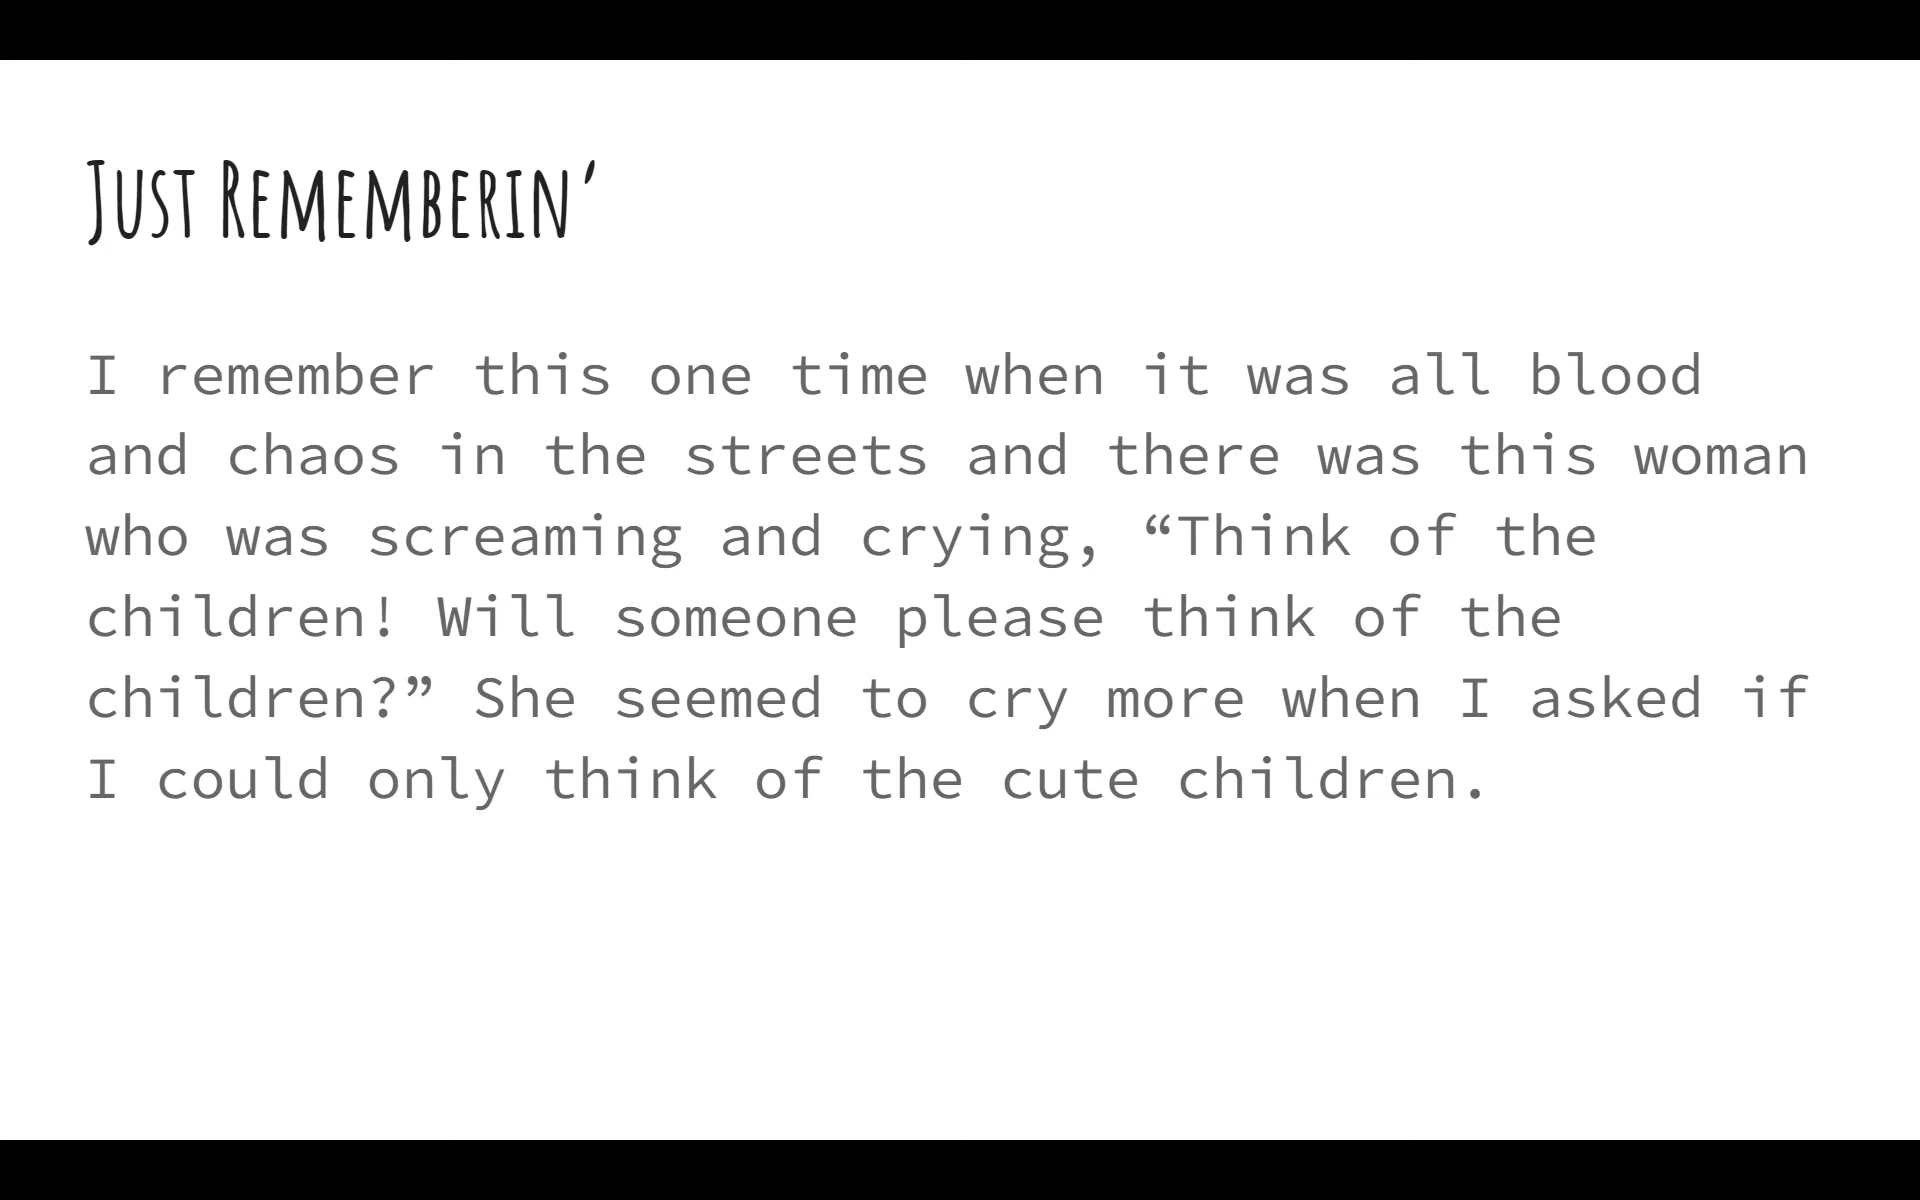 Just Rememberin’
I remember this one time when it was all blood
and chaos in the streets and there was this woman
who was screaming and crying, “Think of the
children! Will someone please think of the
children?” She seemed to cry more when I asked if
I could only think of the cute children.